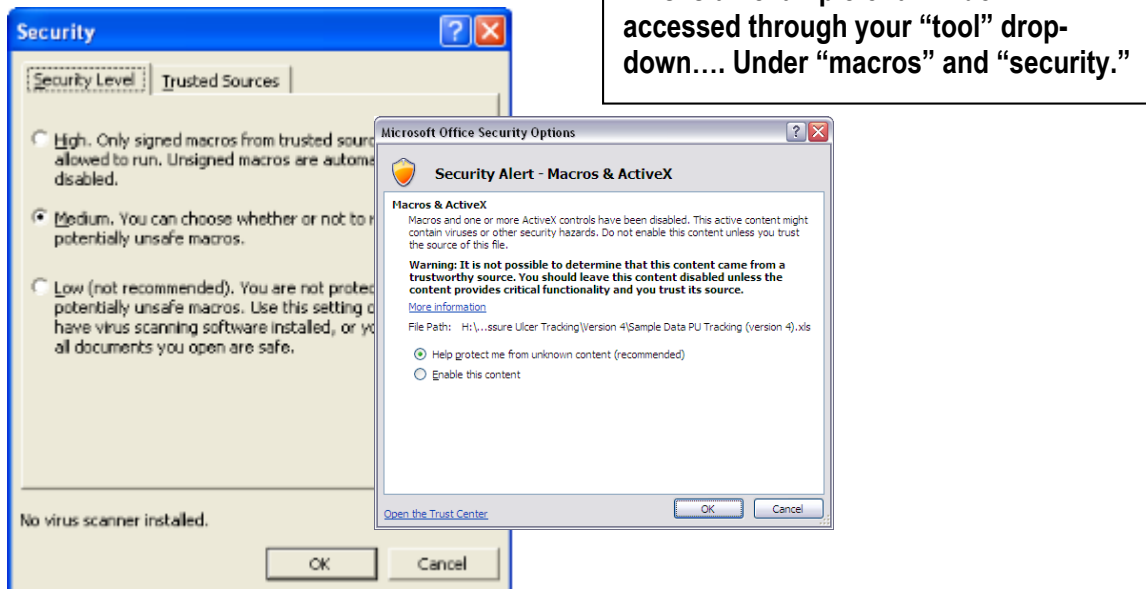 accessed through your “tool” drop-
down…. Under “macros” and “security.”
Security
Security Level
Trusted Sources
High. Only signed macros from trusted
allowed to run. Unsigned macros are
disabled.
Medium. You can choose whether or not to
potentially unsafe macros.
Low (not recommended). You are not
potentially unsafe macros. Use this setting
have virus scanning software installed, or
all documents you open are safe.
No virus scanner installed.
OK
Cancel
Microsoft Office Security Options
Security Alert - Macros & ActiveX
Macros & ActiveX
Macros and one or more ActiveX controls have been disabled. This active content might
contain viruses or other security hazards. Do not enable this content unless you trust
the source of this file.
Warning: It is not possible to determine that this content came from a
trustworthy source. You should leave this content disabled unless the
content provides critical functionality and you trust its source.
More information
File Path: H:\...ssure Ulcer Tracking\Version 4\Sample Data PU Tracking (version 4).xls
Help protect me from unknown content (recommended)
Enable this content
Open the Trust Center
OK
Cancel